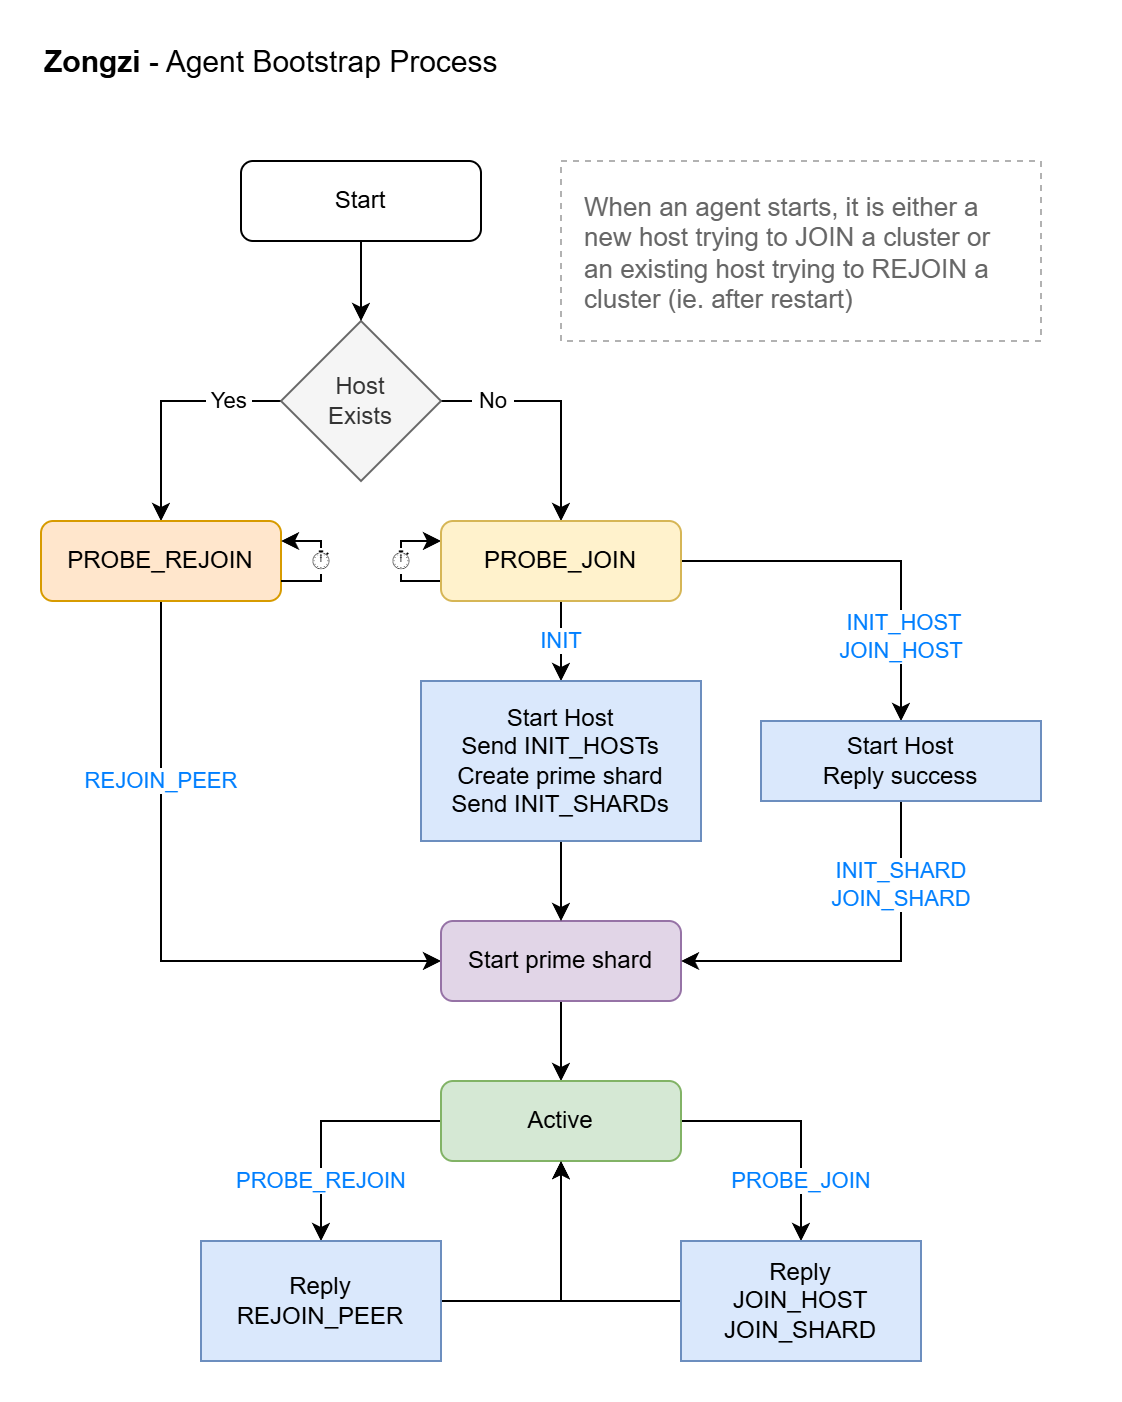 Zongzi - Agent Bootstrap Process
Start
When an agent starts, it is either a
new host trying to JOIN a cluster or
an existing host trying to REJOIN a
cluster (ie. after restart)
Host
Exists
Yes
No
PROBE_REJOIN
PROBE_JOIN
INIT
INIT_HOST
JOIN_HOST
Start Host
Send INIT_HOSTs
Create prime shard
Send INIT_SHARDs
Start Host
Reply success
REJOIN_PEER
INIT_SHARD
JOIN_SHARD
Start prime shard
Active
PROBE_REJOIN
PROBE_JOIN
Reply
REJOIN_PEER
Reply
JOIN_HOST
JOIN_SHARD